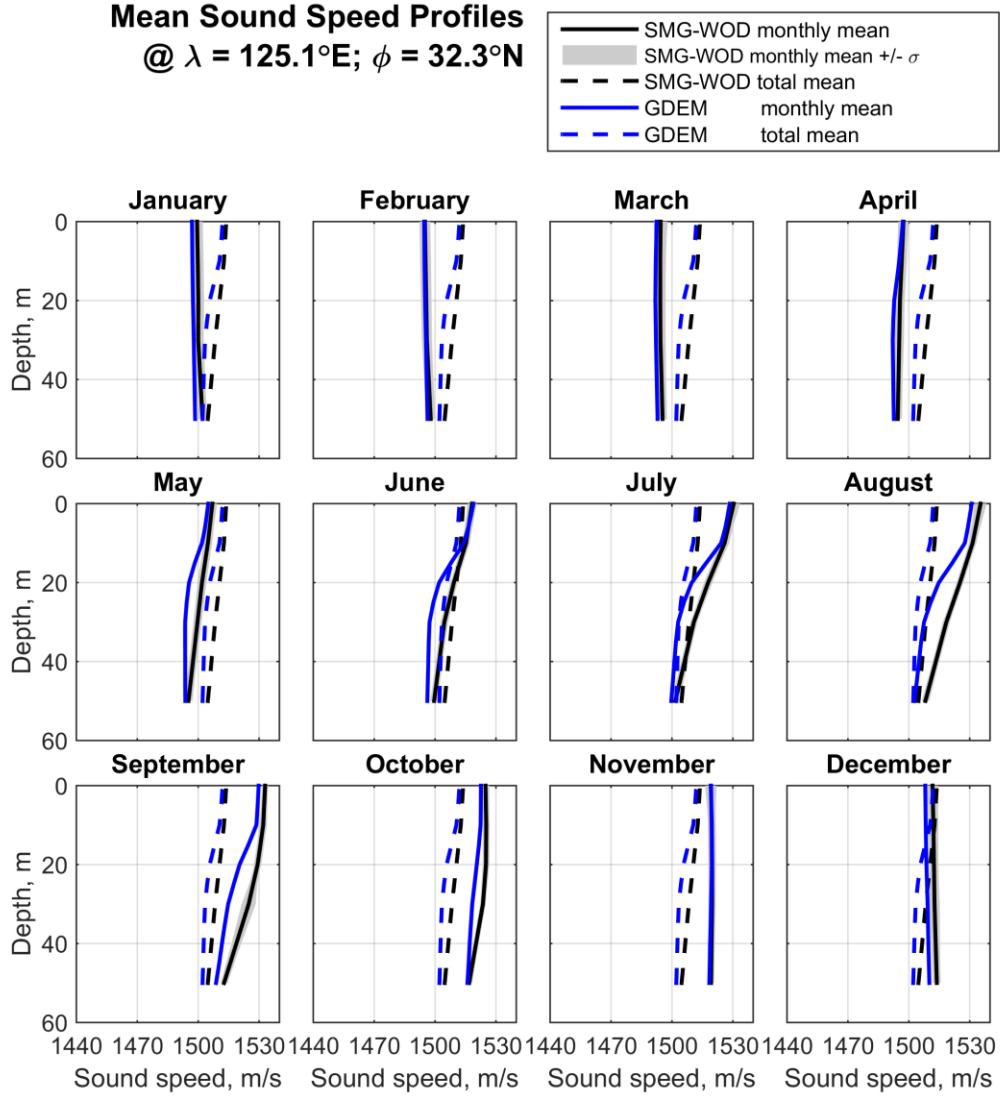 Mean Sound Speed Profiles
@ λ = 125.1°E; ϕ = 32.3°N
SMG-WOD monthly mean
SMG-WOD monthly mean +/- σ
SMG-WOD total mean
GDEM monthly mean
GDEM total mean
January February March April
0
20
40
60
Depth, m
May June July August
0
20
40
60
Depth, m
September October November December
0
20
40
60
Depth, m
1440 1470 1500 1530 1440 1470 1500 1530 1440 1470 1500 1530 1440 1470 1500 1530
Sound speed, m/s Sound speed, m/s Sound speed, m/s Sound speed, m/s